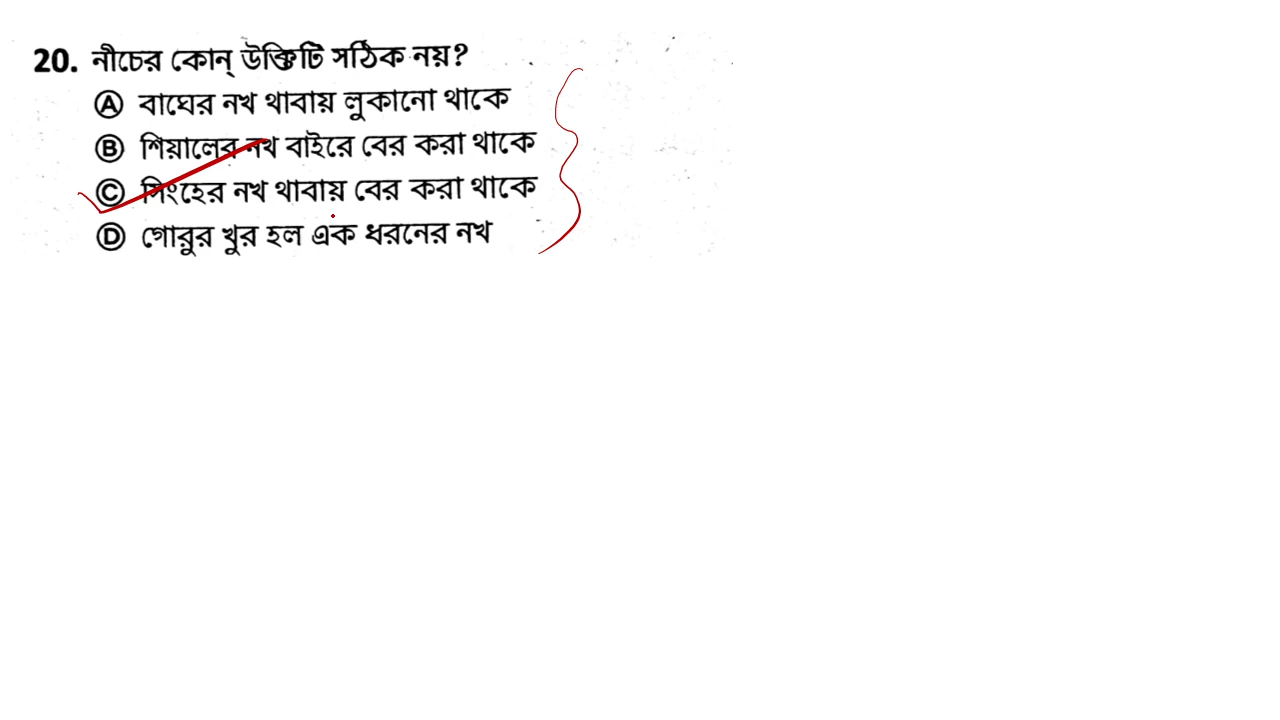 20. নীচের কোন্ উক্তিটি সঠিক নয়?
Ⓐ বাঘের নখ থাবায় লুকানো থাকে
Ⓑ শিয়ালের নখ বাইরে বের করা থাকে
Ⓒ সিংহের নখ থাবায় বের করা থাকে
Ⓓ গোরুর খুর হল এক ধরনের নখ